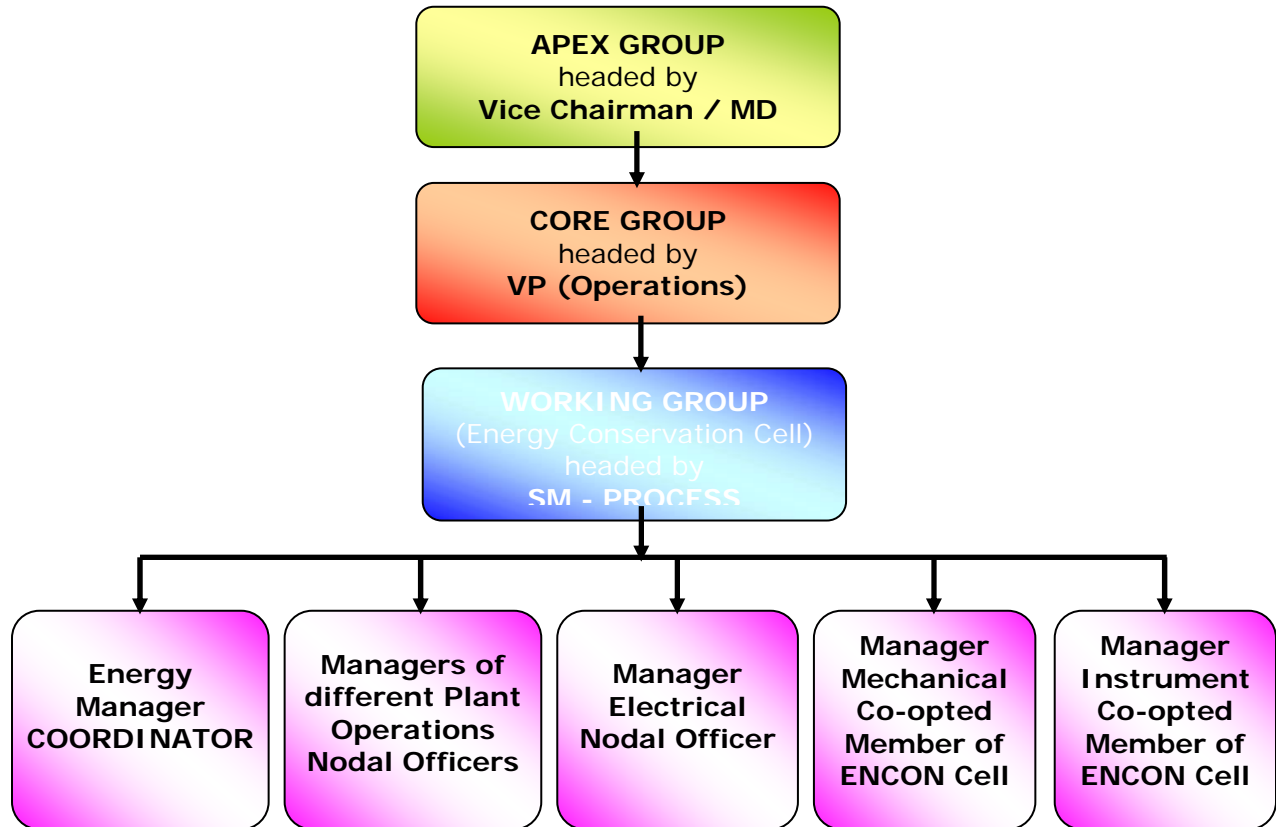 APEX GROUP
headed by
Vice Chairman / MD
CORE GROUP
headed by
VP (Operations)
WORKING GROUP
(Energy Conservation Cell)
headed by
SM - PROCESS
Energy
Manager
COORDINATOR
Managers of
different Plant
Operations
Nodal Officers
Manager
Electrical
Nodal Officer
Manager
Mechanical
Co-opted
Member of
ENCON Cell
Manager
Instrument
Co-opted
Member of
ENCON Cell